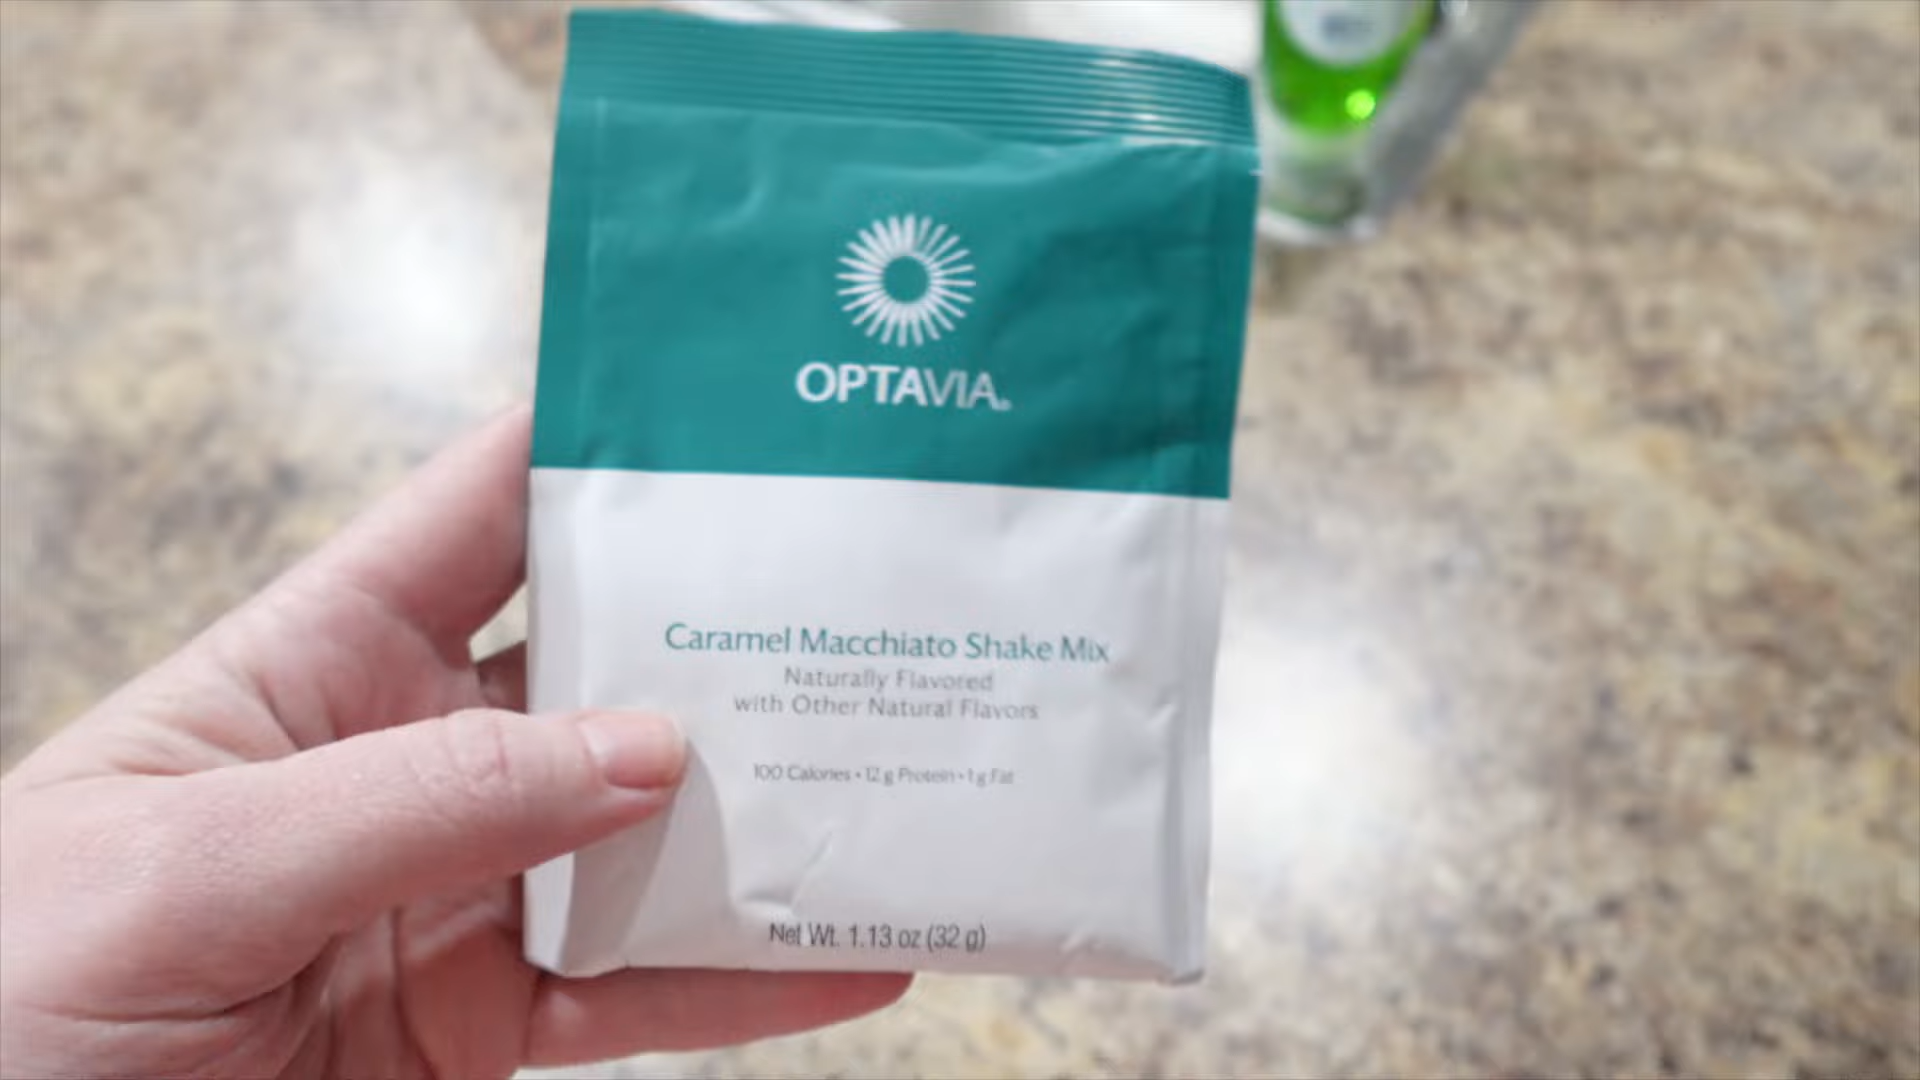 OPTAVIA®
Caramel Macchiato Shake Mix
Naturally Flavored
with Other Natural Flavors
100 Calories • 12 g Protein • 1 g Fat
Net Wt. 1.13 oz (32 g)